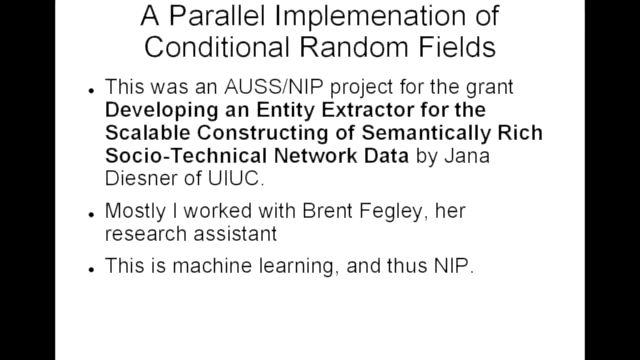 A Parallel Implemenation of
Conditional Random Fields
• This was an AUSS/NIP project for the grant
Developing an Entity Extractor for the
Scalable Constructing of Semantically Rich
Socio-Technical Network Data by Jana
Diesner of UIUC.
• Mostly I worked with Brent Fegley, her
research assistant
• This is machine learning, and thus NIP.